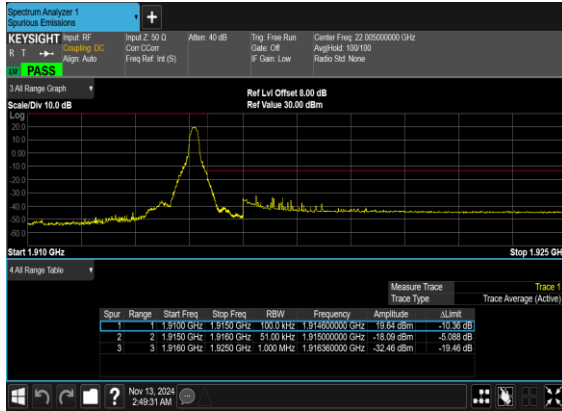 Spectrum Analyzer 1
Spurious Emissions
+
KEYSIGHT Input: RF Input Z: 50 Ω Atten: 40 dB Trig: Free Run Center Freq: 22.005000000 GHz
R T Coupling: DC Corr CCorr Gate: Off Avg|Hold: 100/100
Align: Auto Freq Ref: Int (S) IF Gain: Low Radio Std: None
PASS
3 All Range Graph
Ref Lvl Offset 8.00 dB
Scale/Div 10.0 dB Ref Value 30.00 dBm
Log
20.0
10.0
0.00
-10.0
-20.0
-30.0
-40.0
-50.0
-60.0
Start 1.910 GHz Stop 1.925 GH
4 All Range Table
Measure Trace Trace 1
Trace Type Trace Average (Active)
Spur Range Start Freq Stop Freq RBW Frequency Amplitude ΔLimit
1 1 1.9100 GHz 1.9150 GHz 100.0 kHz 1.914600000 GHz 19.64 dBm -10.36 dB
2 2 1.9150 GHz 1.9160 GHz 51.00 kHz 1.915000000 GHz -18.09 dBm -5.088 dB
3 3 1.9160 GHz 1.9250 GHz 1.000 MHz 1.916360000 GHz -32.46 dBm -19.46 dB
? Nov 13, 2024
2:49:31 AM